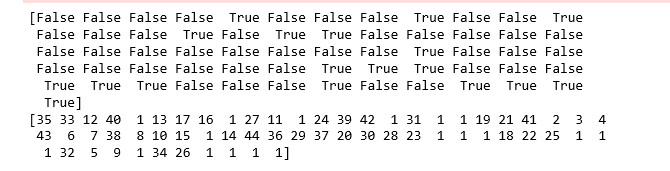 [False False False False  True False False False  True False False  True
 False False False  True False  True  True False False False False False
 False False False False False False False False  True False False False
 False False False False False False  True  True  True False False False
  True  True  True False False False  True False False  True  True  True
  True]
[35 33 12 40  1 13 17 16  1 27 11  1 24 39 42  1 31  1  1 19 21 41  2  3  4
 43  6  7 38  8 10 15  1 14 44 36 29 37 20 30 28 23  1  1  1 18 22 25  1  1
  1 32  5  9  1 34 26  1  1  1  1]